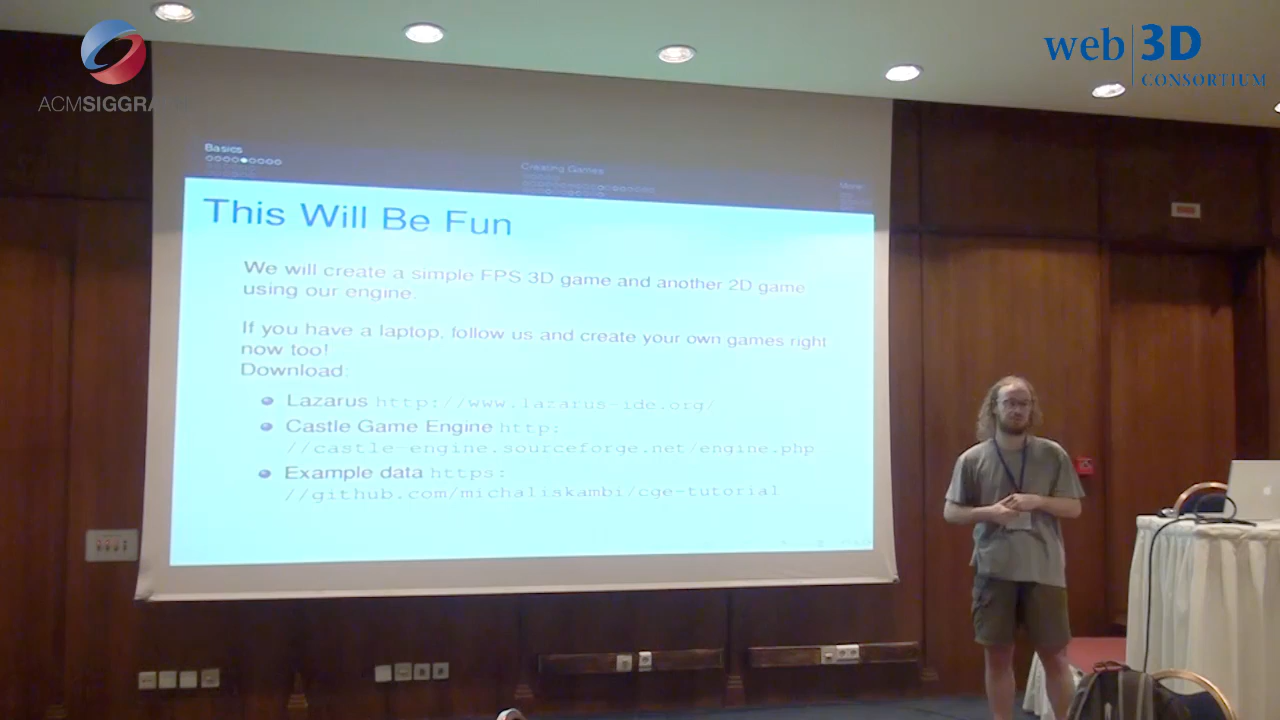 ACMSIGGRA
web 3D
CONSORTIUM
Basics
Creating Games
More
This Will Be Fun
We will create a simple FPS 3D game and another 2D game
using our engine.
If you have a laptop, follow us and create your own games right
now too!
Download:
Lazarus http://www.lazarus-ide.org/
Castle Game Engine http:
//castle-engine.sourceforge.net/engine.php
Example data https:
//github.com/michaliskambi/cge-tutorial